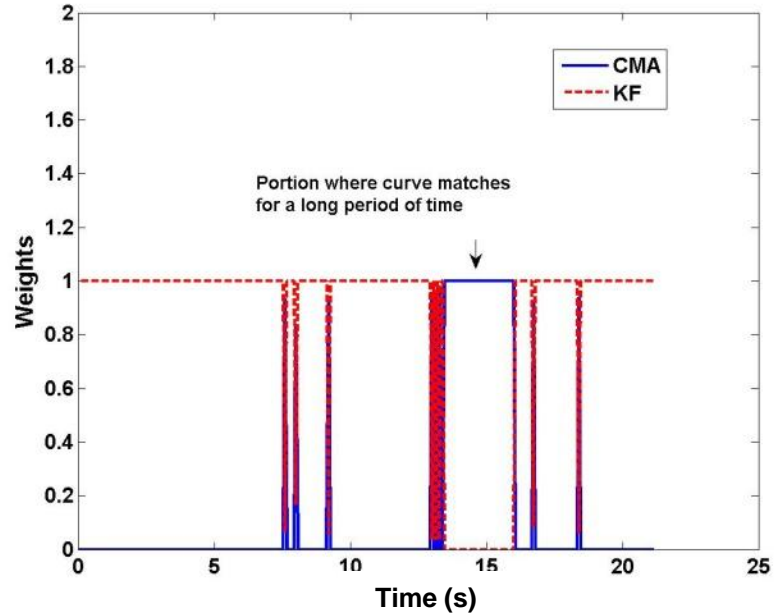 2
1.8
1.6
1.4
1.2
1
0.8
0.6
0.4
0.2
0
Weights
CMA
KF
Portion where curve matches
for a long period of time
0 5 10 15 20 25
Time (s)